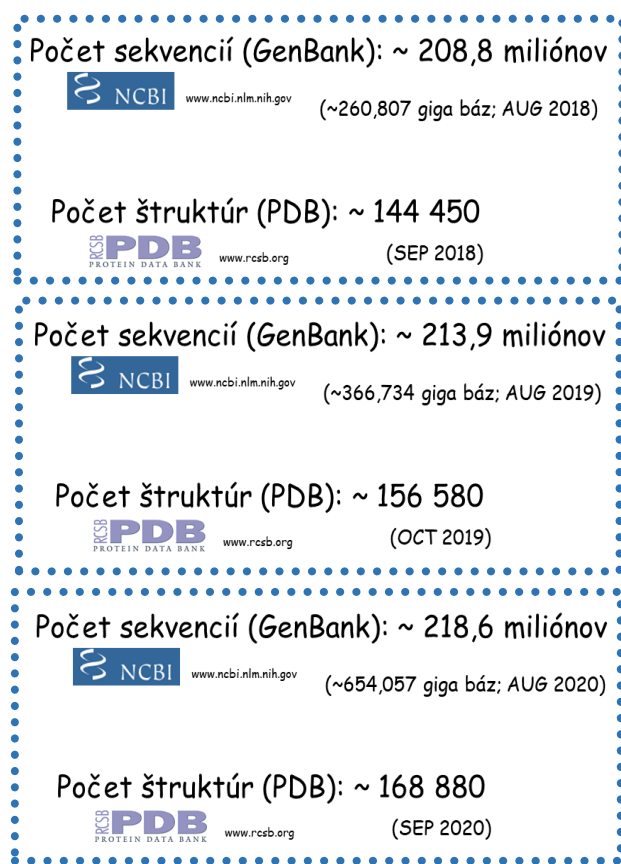 Počet sekvencií (GenBank): ~ 208,8 miliónov
NCBI www.ncbi.nlm.nih.gov
(~260,807 giga báz; AUG 2018)
Počet štruktúr (PDB): ~ 144 450
RCSB PDB
PROTEIN DATA BANK www.rcsb.org
(SEP 2018)
Počet sekvencií (GenBank): ~ 213,9 miliónov
NCBI www.ncbi.nlm.nih.gov
(~366,734 giga báz; AUG 2019)
Počet štruktúr (PDB): ~ 156 580
RCSB PDB
PROTEIN DATA BANK www.rcsb.org
(OCT 2019)
Počet sekvencií (GenBank): ~ 218,6 miliónov
NCBI www.ncbi.nlm.nih.gov
(~654,057 giga báz; AUG 2020)
Počet štruktúr (PDB): ~ 168 880
RCSB PDB
PROTEIN DATA BANK www.rcsb.org
(SEP 2020)